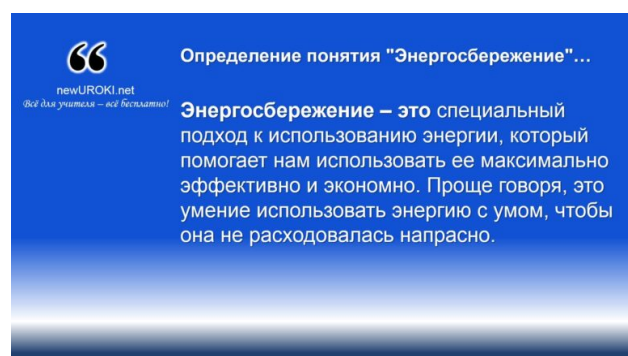 ❝
newUROKI.net
Всё для учителя – всё бесплатно!
Определение понятия "Энергосбережение"...
Энергосбережение – это специальный
подход к использованию энергии, который
помогает нам использовать ее максимально
эффективно и экономно. Проще говоря, это
умение использовать энергию с умом, чтобы
она не расходовалась напрасно.